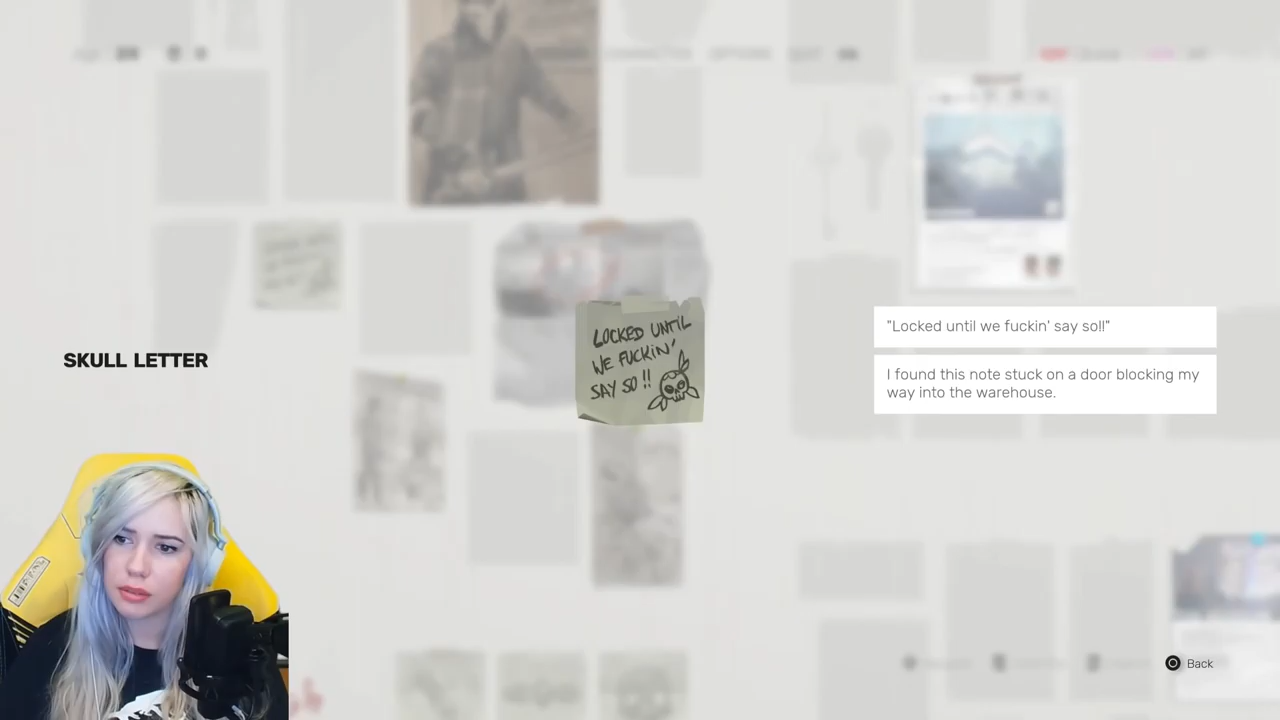 SKULL LETTER
LOCKED UNTIL
WE FUCKIN'
SAY SO!!
"Locked until we fuckin' say so!!"
I found this note stuck on a door blocking my
way into the warehouse.
Back